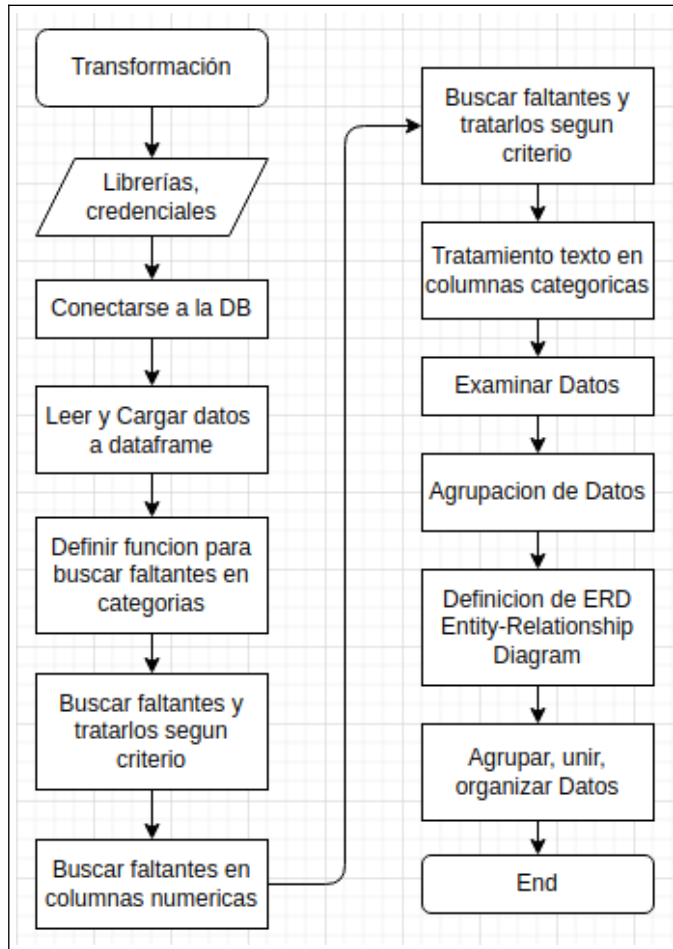 Transformación
Librerías,
credenciales
Conectarse a la DB
Leer y Cargar datos
a dataframe
Definir funcion para
buscar faltantes en
categorias
Buscar faltantes y
tratarlos segun
criterio
Buscar faltantes en
columnas numericas
Buscar faltantes y
tratarlos segun
criterio
Tratamiento texto en
columnas categoricas
Examinar Datos
Agrupacion de Datos
Definicion de ERD
Entity-Relationship
Diagram
Agrupar, unir,
organizar Datos
End